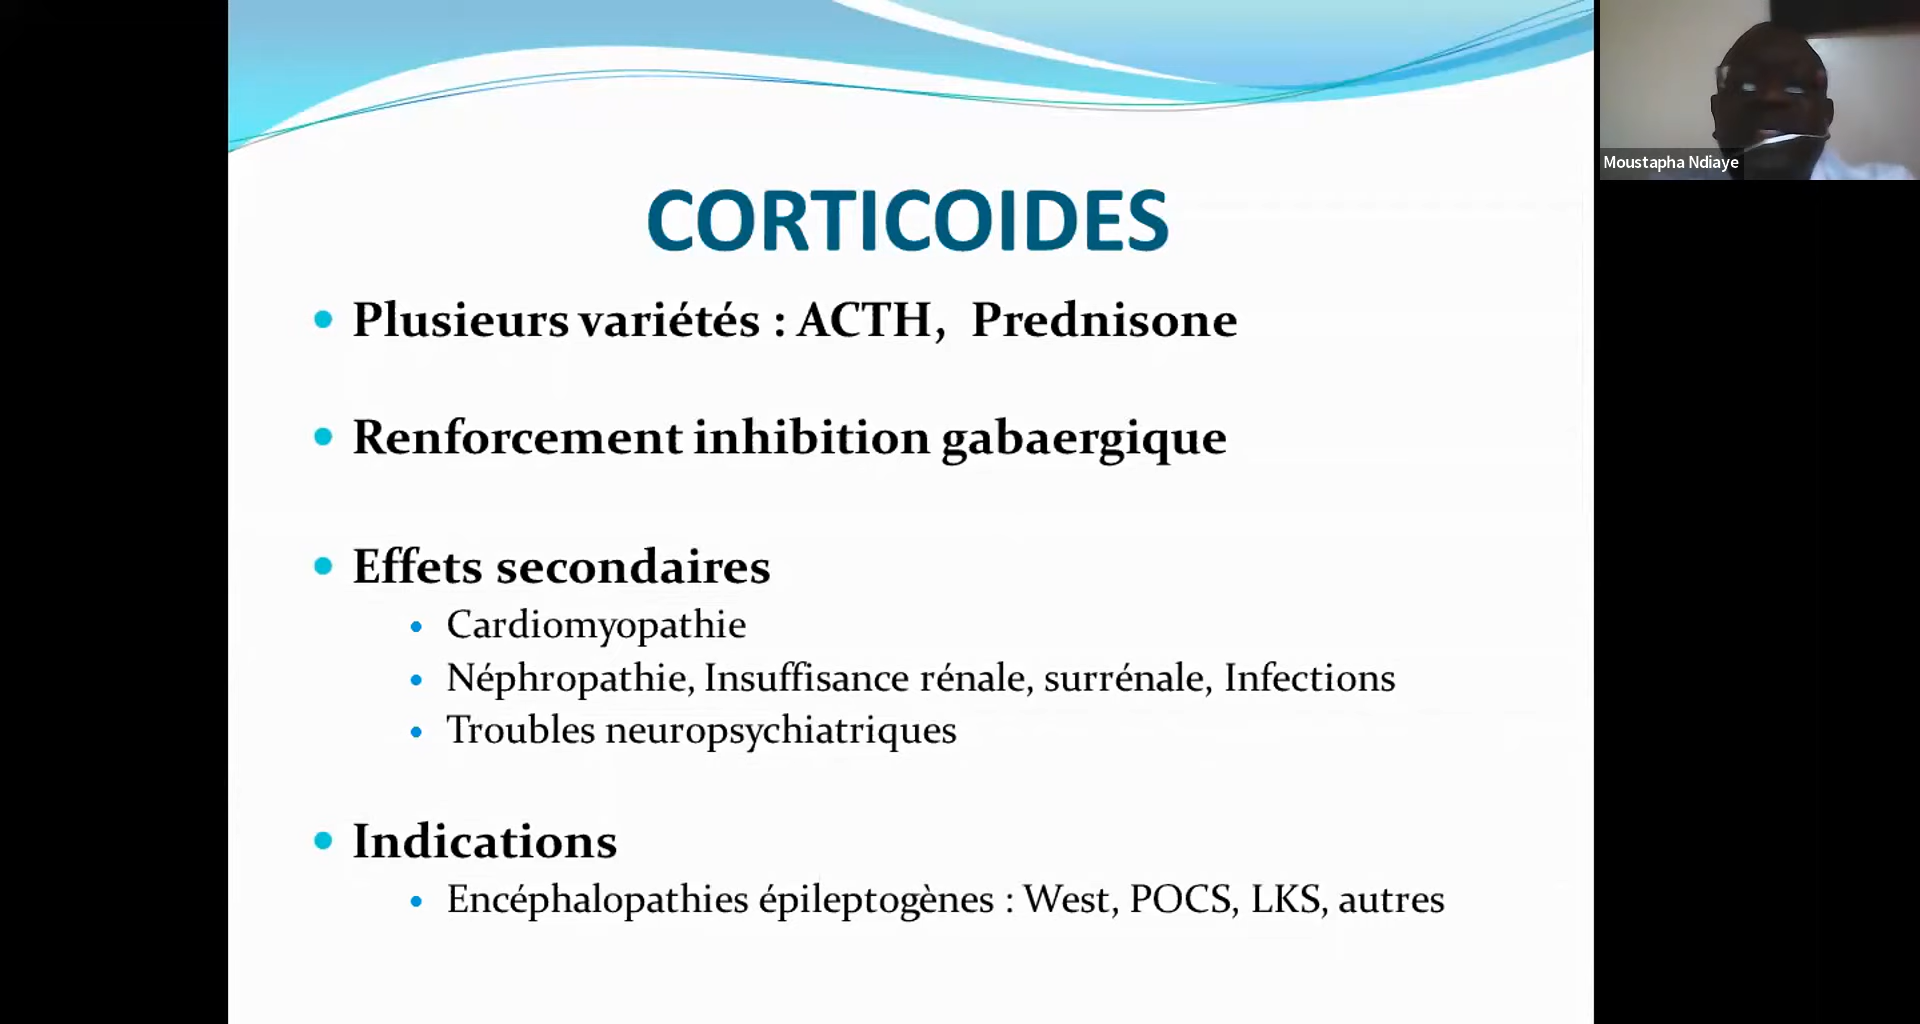 Moustapha Ndiaye
CORTICOIDES
Plusieurs variétés : ACTH, Prednisone
Renforcement inhibition gabaergique
Effets secondaires
Cardiomyopathie
Néphropathie, Insuffisance rénale, surrénale, Infections
Troubles neuropsychiatriques
Indications
Encéphalopathies épileptogènes : West, POCS, LKS, autres